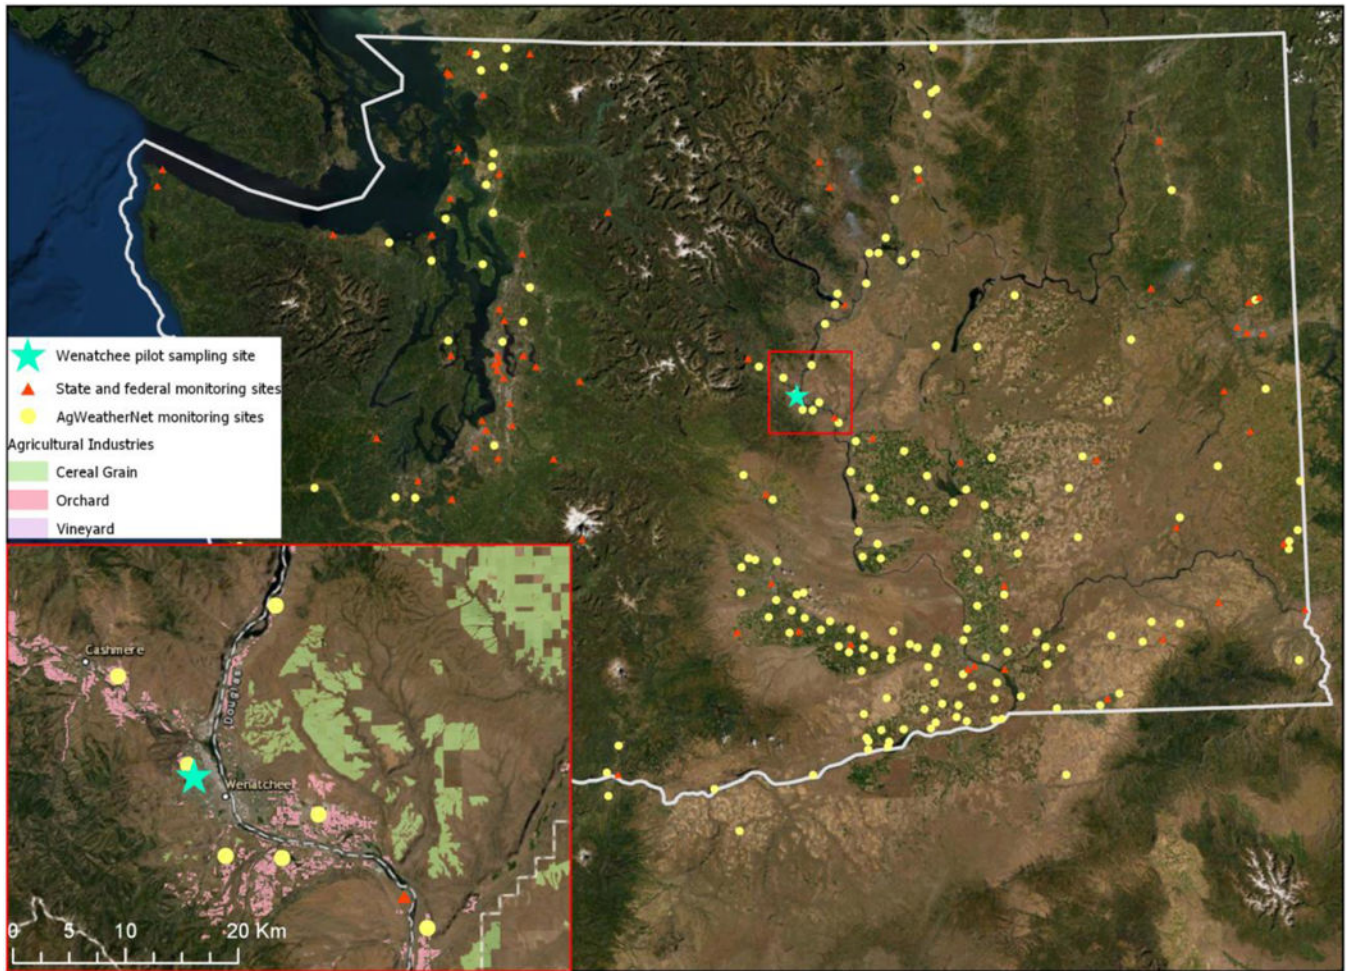 Wenatchee pilot sampling site
State and federal monitoring sites
AgWeatherNet monitoring sites
Agricultural Industries
Cereal Grain
Orchard
Vineyard
Cashmere
Douglas
Wenatchee
0 5 10 20 Km